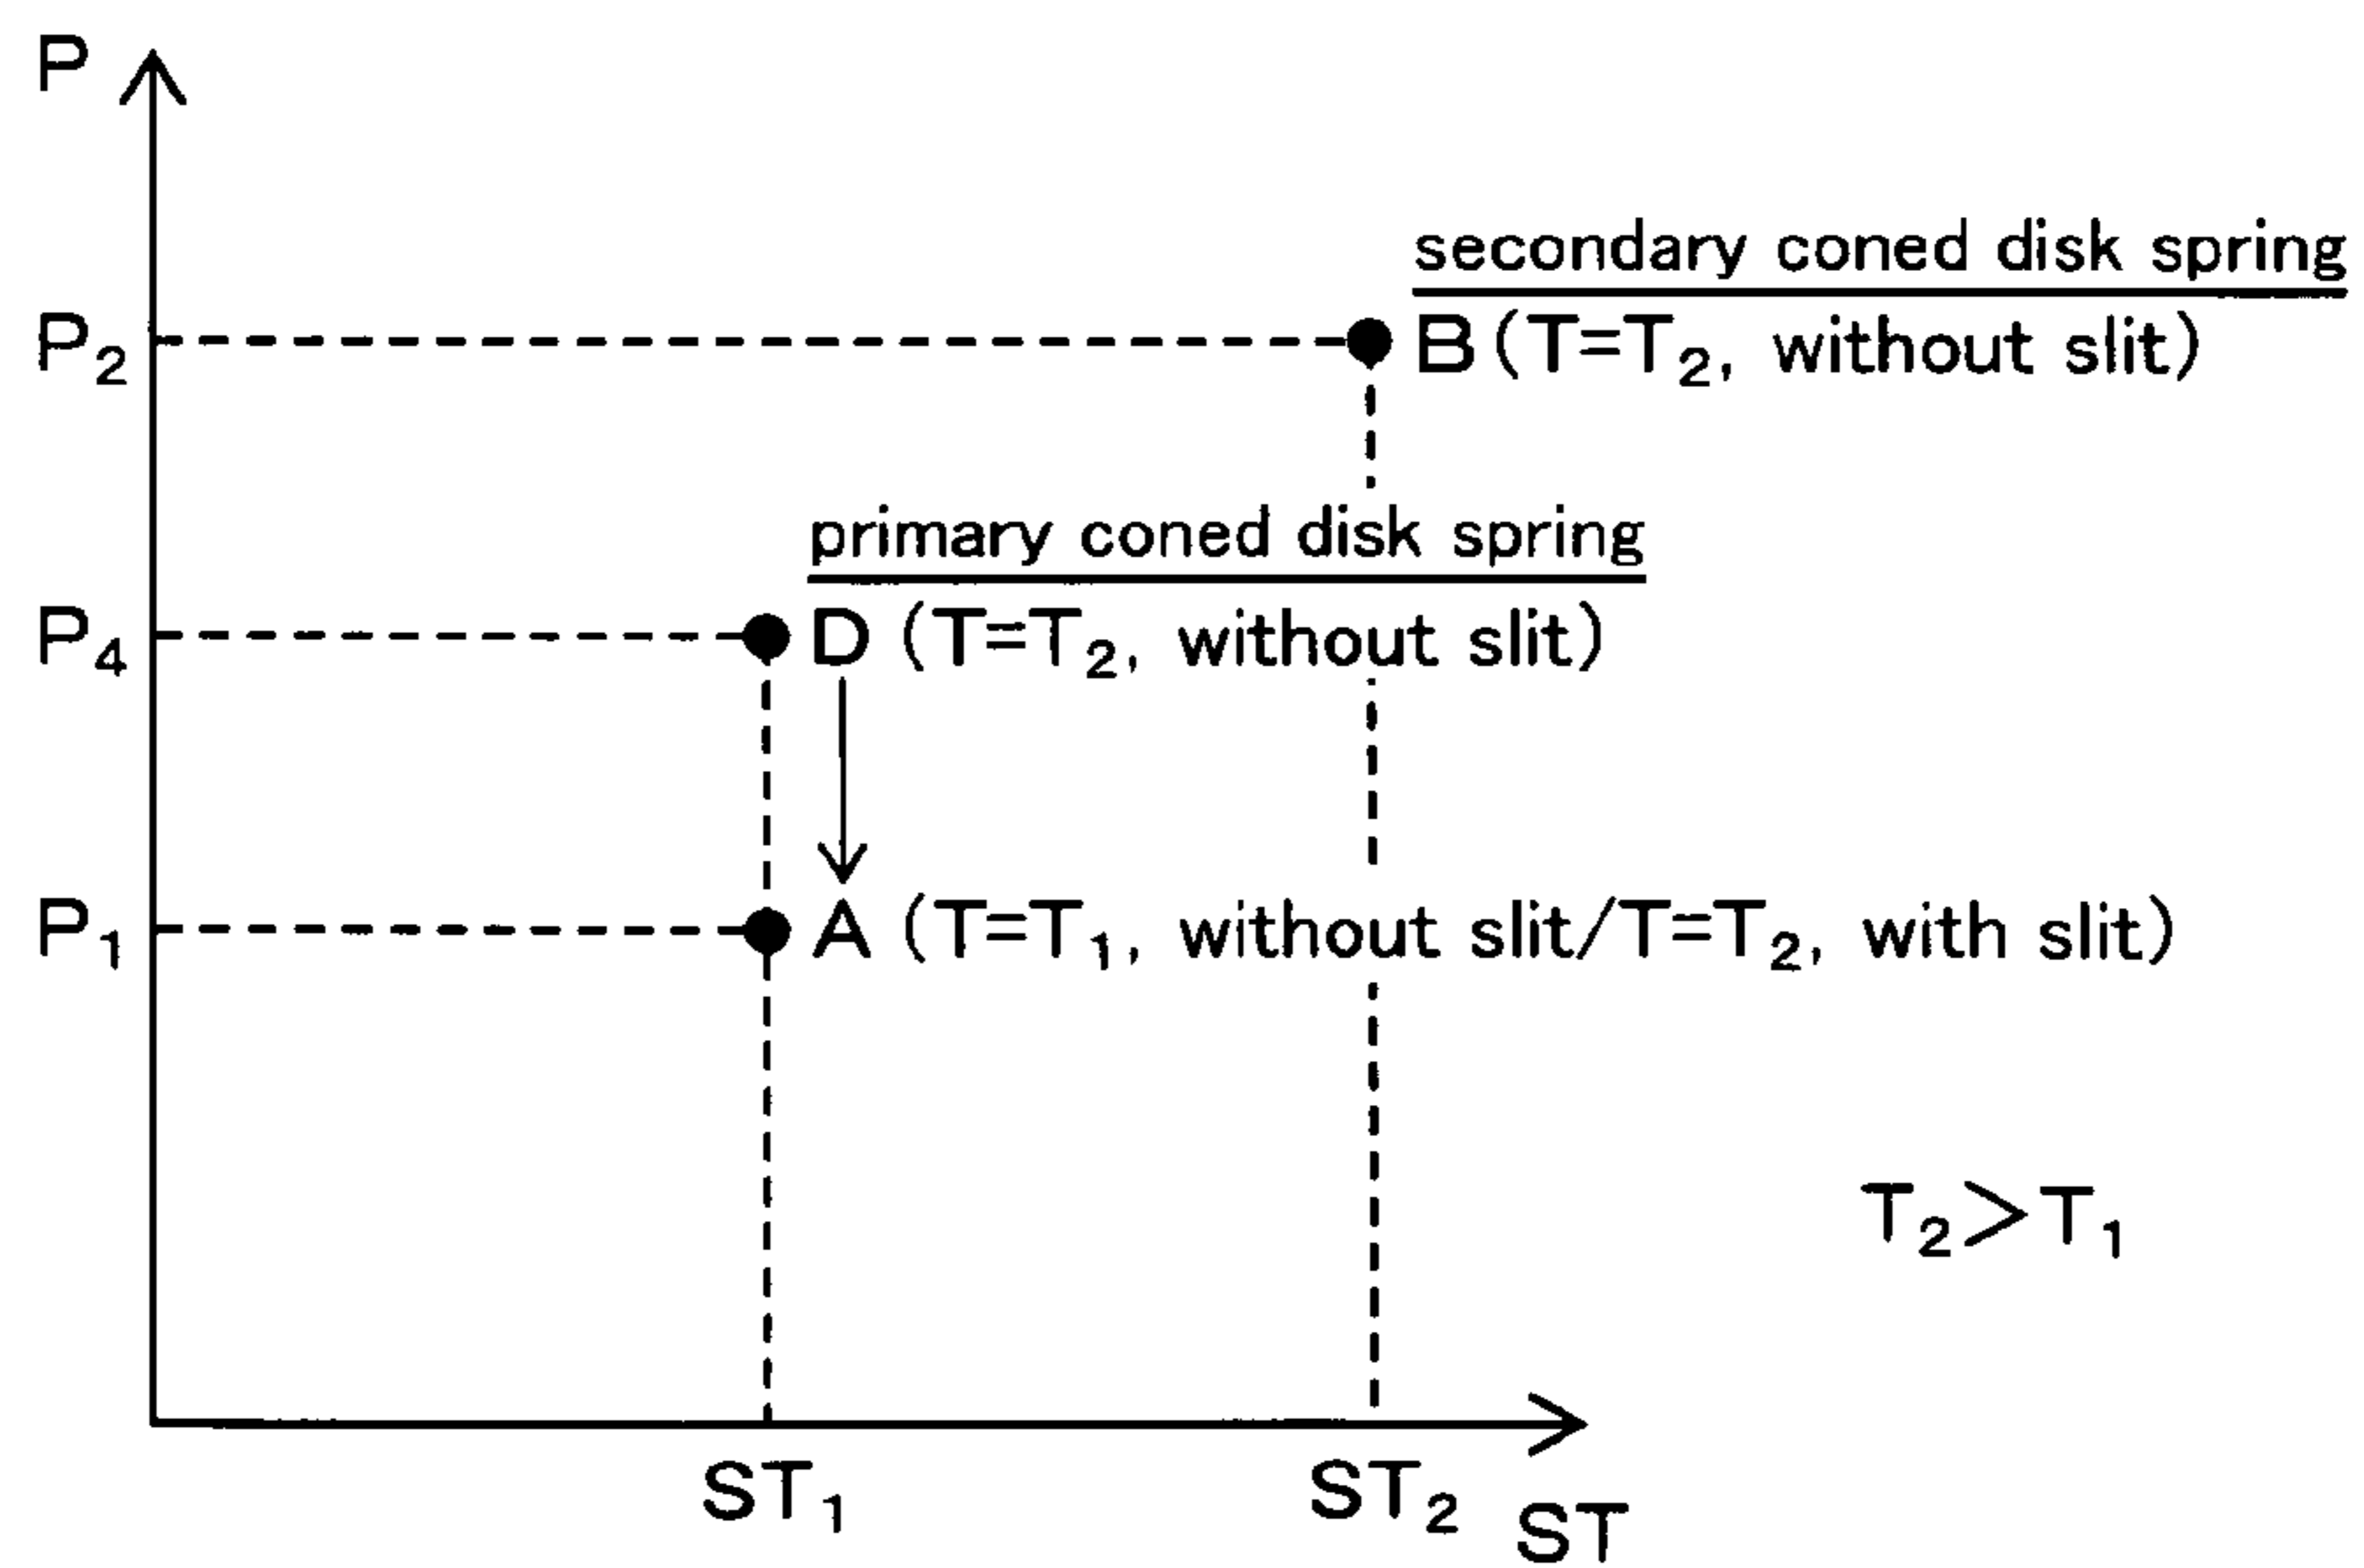 P
secondary coned disk spring
P₂
B (T=T₂, without slit)
primary coned disk spring
P₄
D (T=T₂, without slit)
P₁
A (T=T₁, without slit/T=T₂, with slit)
T₂>T₁
ST₁
ST₂
ST